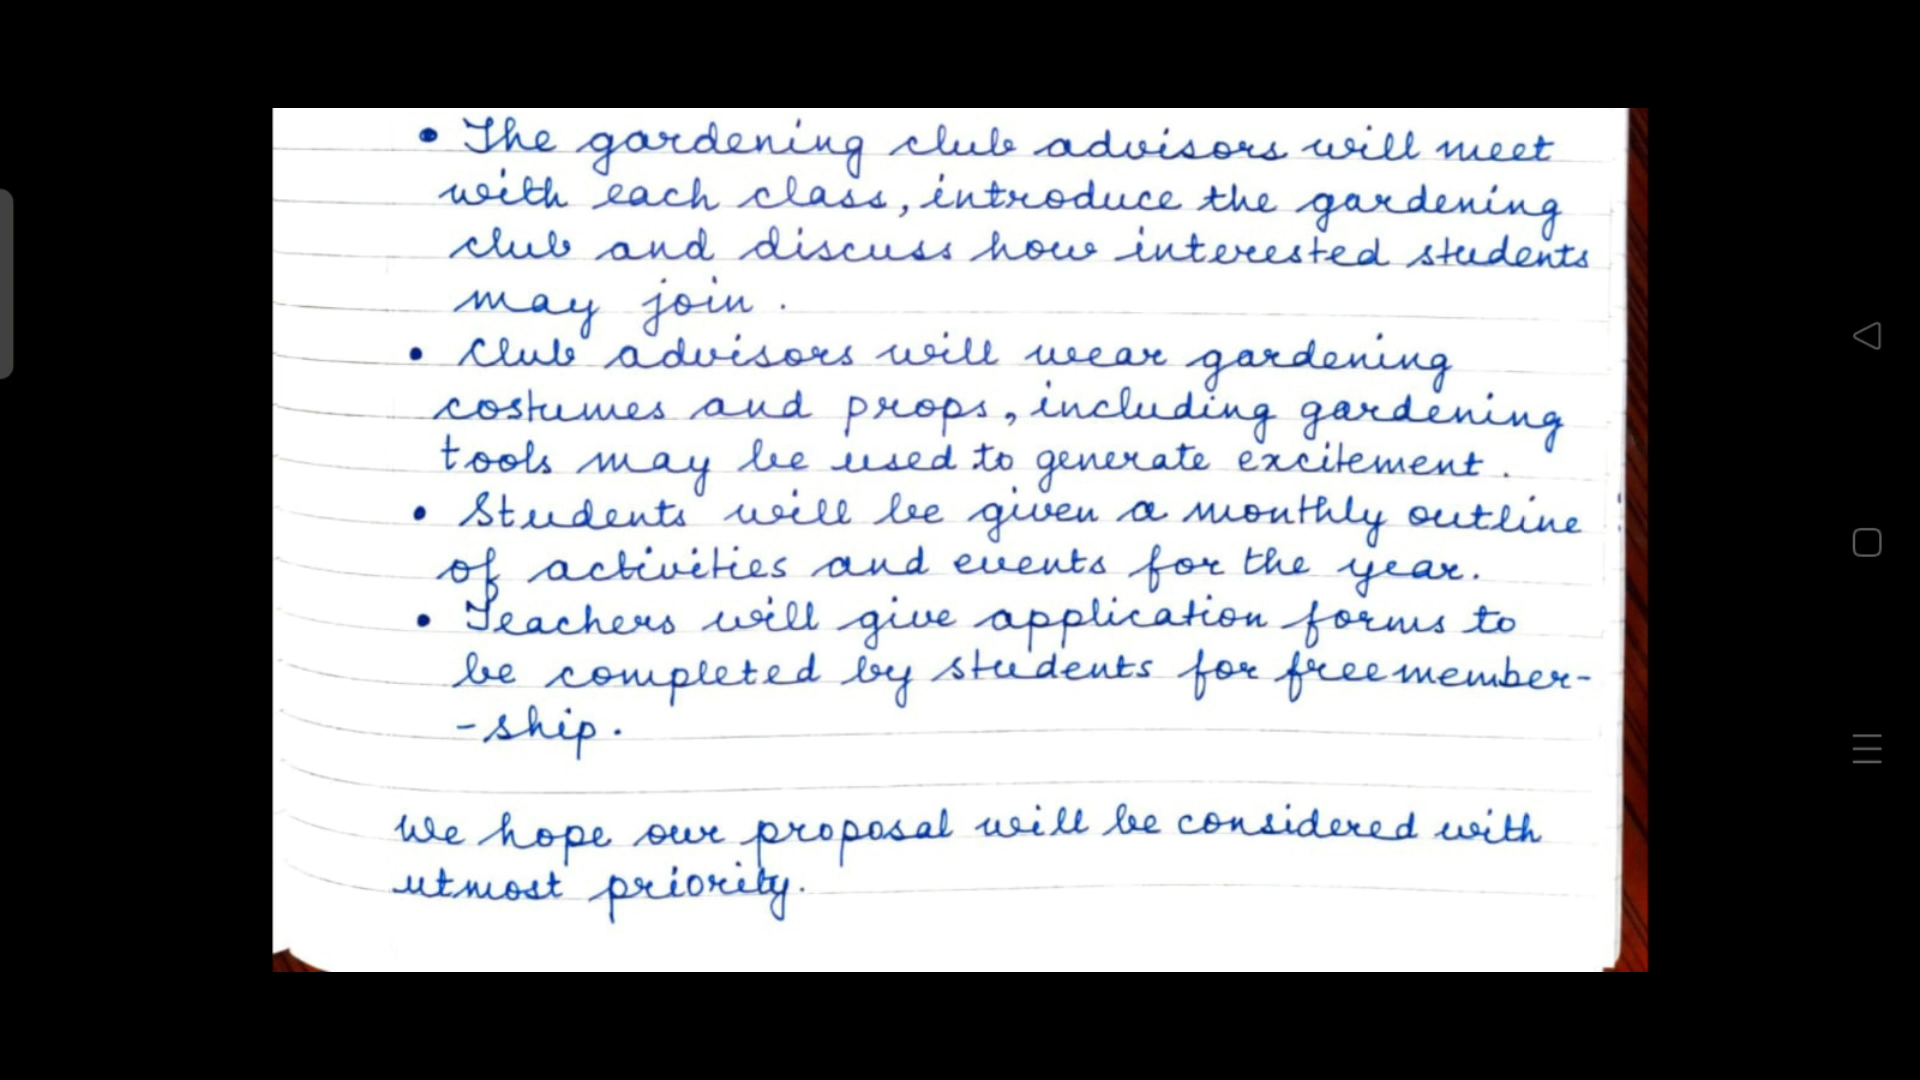 • The gardening club advisors will meet
with each class, introduce the gardening
club and discuss how interested students
may join.
• Club advisors will wear gardening
costumes and props, including gardening
tools may be used to generate excitement.
• Students will be given a monthly outline
of activities and events for the year.
• Teachers will give application forms to
be completed by students for free member-
-ship.
We hope our proposal will be considered with
utmost priority.